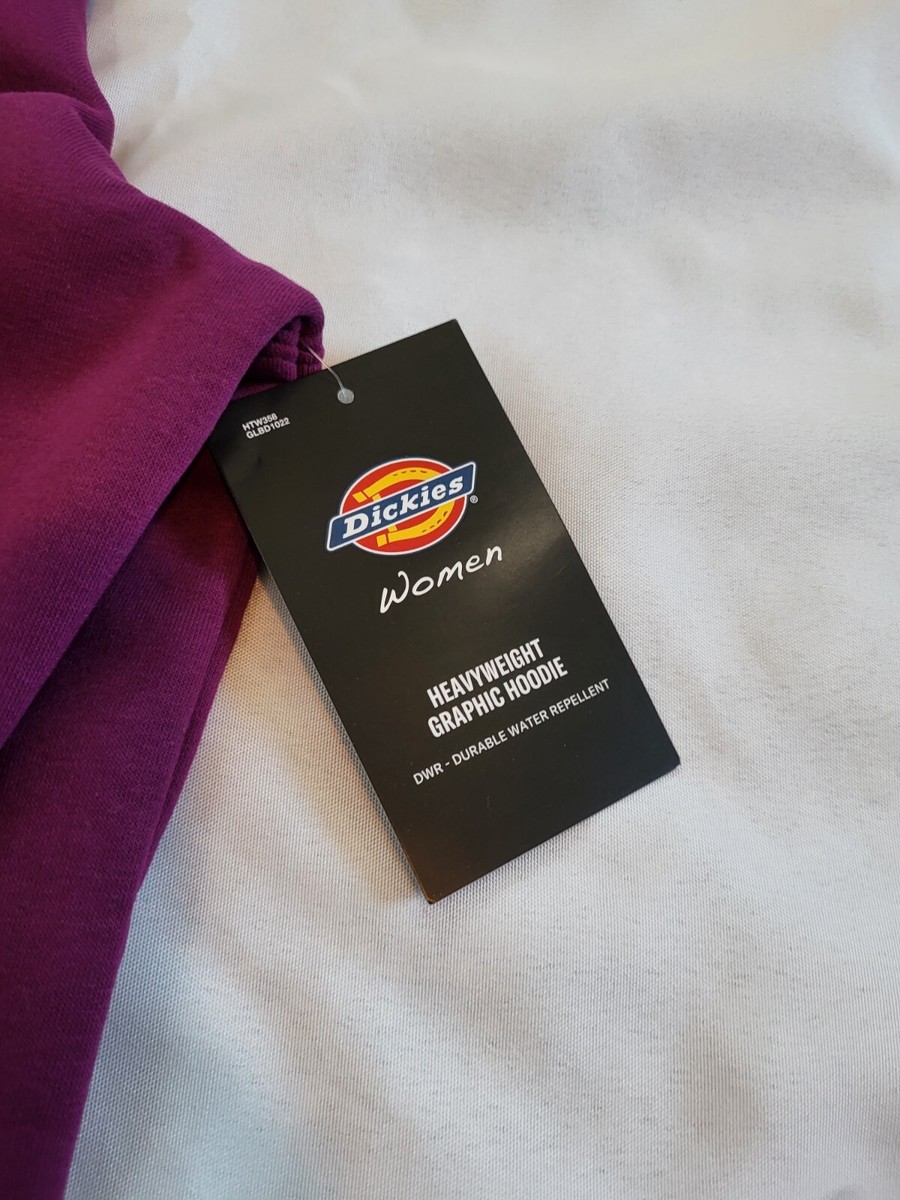 HTW358
GLBD1022
Dickies®
Women
HEAVYWEIGHT
GRAPHIC HOODIE
DWR - DURABLE WATER REPELLENT